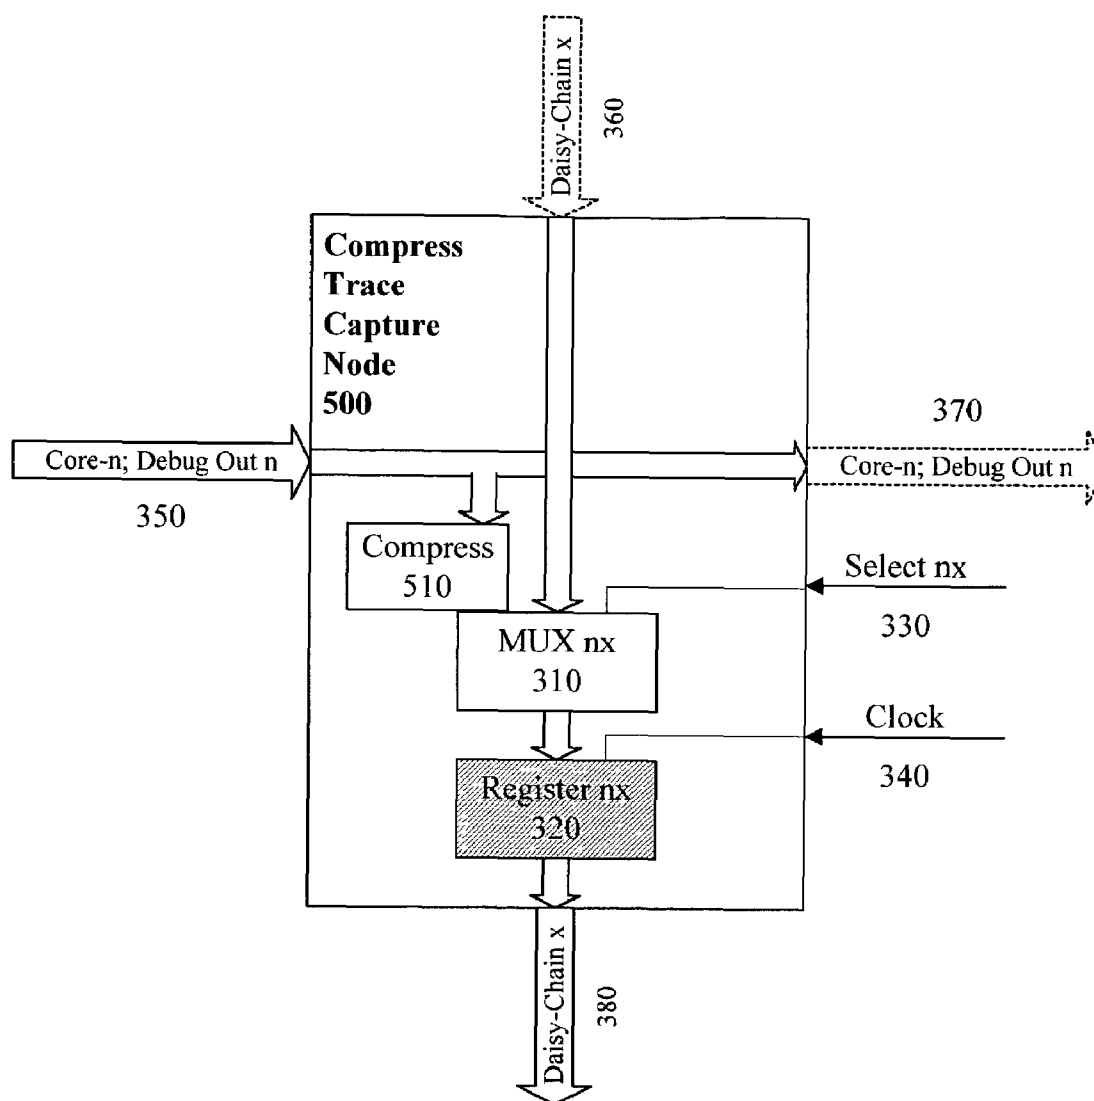 Daisy-Chain x
360
Compress
Trace
Capture
Node
500
370
Core-n; Debug Out n
Core-n; Debug Out n
350
Compress
510
Select nx
330
MUX nx
310
Clock
340
Register nx
320
Daisy-Chain x
380